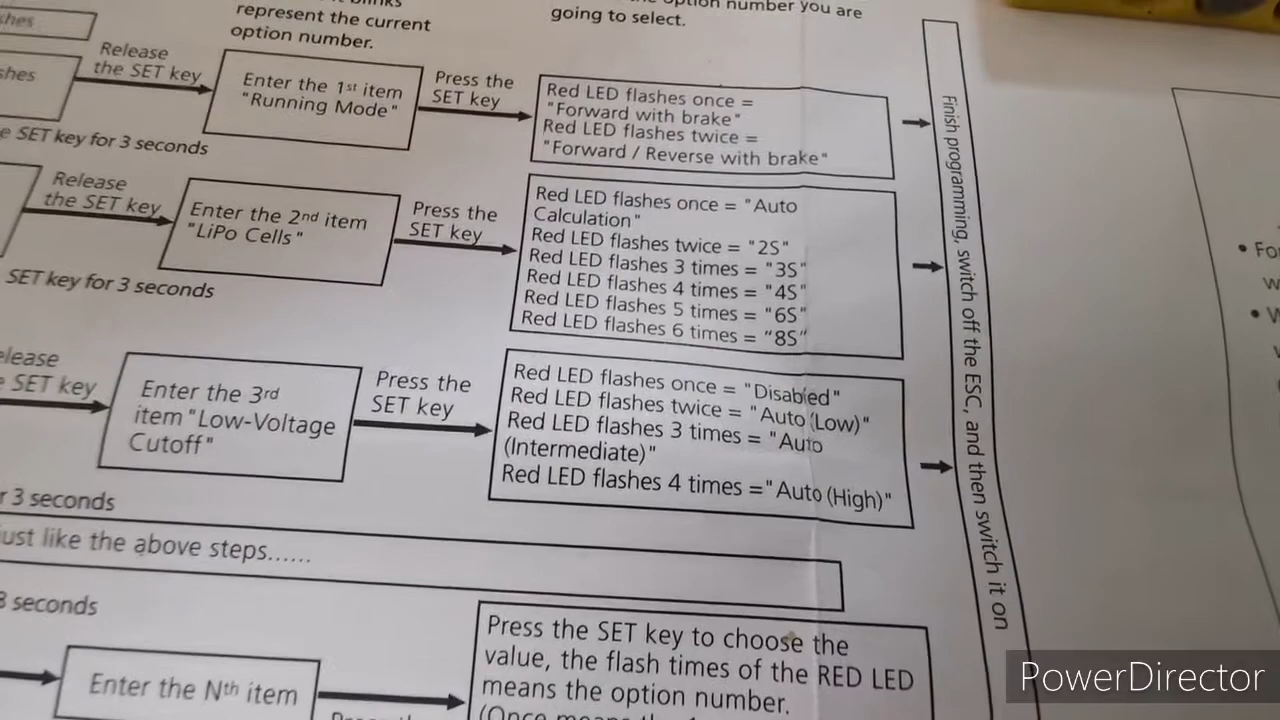 represent the current
option number.
option number you are
going to select.
Release
the SET key
Enter the 1st item
"Running Mode"
Press the
SET key
Red LED flashes once =
"Forward with brake"
Red LED flashes twice =
"Forward / Reverse with brake"
SET key for 3 seconds
Release
the SET key
Enter the 2nd item
"LiPo Cells"
Press the
SET key
Red LED flashes once = "Auto
Calculation"
Red LED flashes twice = "2S"
Red LED flashes 3 times = "3S"
Red LED flashes 4 times = "4S"
Red LED flashes 5 times = "6S"
Red LED flashes 6 times = "8S"
SET key for 3 seconds
SET key
Enter the 3rd
item "Low-Voltage
Cutoff"
Press the
SET key
Red LED flashes once = "Disabled"
Red LED flashes twice = "Auto (Low)"
Red LED flashes 3 times = "Auto
(Intermediate)"
Red LED flashes 4 times ="Auto (High)"
3 seconds
just like the above steps......
3 seconds
Enter the Nth item
Press the SET key to choose the
value, the flash times of the RED LED
means the option number.
Finish programming, switch off the ESC, and then switch it on
PowerDirector